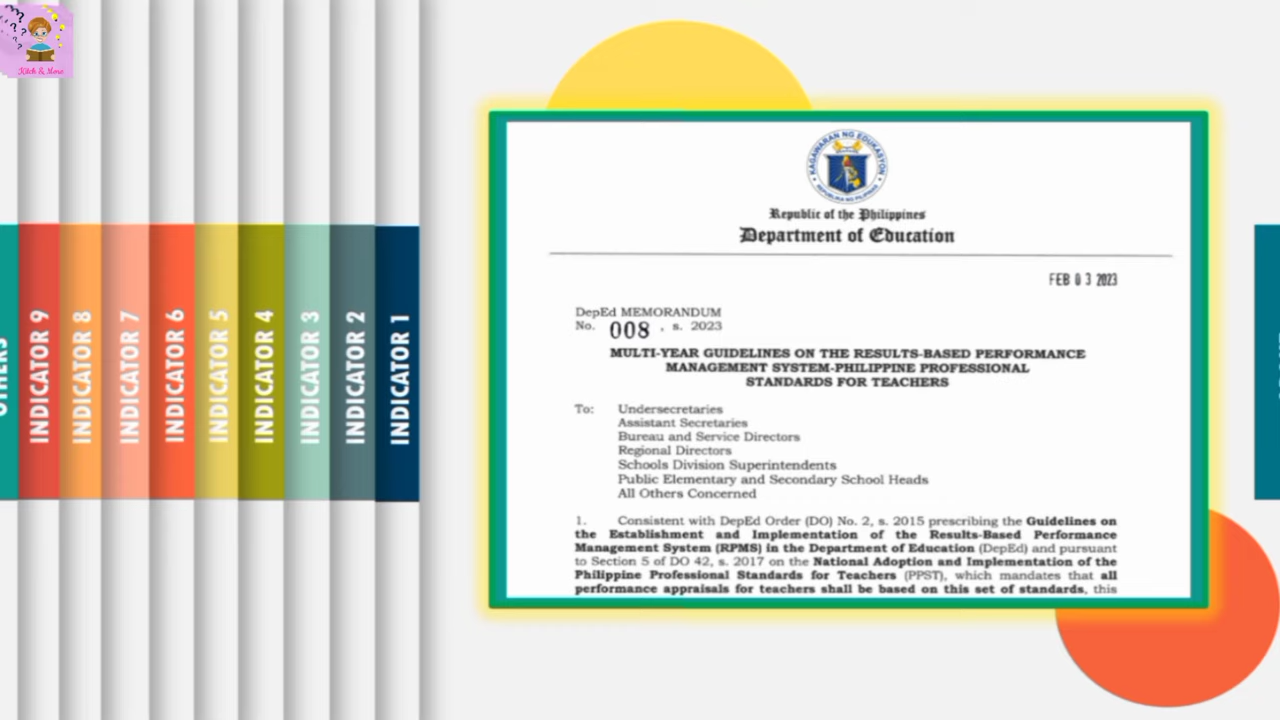 Kitch & More
OTHERS
INDICATOR 9
INDICATOR 8
INDICATOR 7
INDICATOR 6
INDICATOR 5
INDICATOR 4
INDICATOR 3
INDICATOR 2
INDICATOR 1
KAGAWARAN NG EDUKASYON
REPUBLIKA NG PILIPINAS
Republic of the Philippines
Department of Education
FEB 03 2023
DepEd MEMORANDUM
No. 008 , s. 2023
MULTI-YEAR GUIDELINES ON THE RESULTS-BASED PERFORMANCE
MANAGEMENT SYSTEM-PHILIPPINE PROFESSIONAL
STANDARDS FOR TEACHERS
To: Undersecretaries
Assistant Secretaries
Bureau and Service Directors
Regional Directors
Schools Division Superintendents
Public Elementary and Secondary School Heads
All Others Concerned
1. Consistent with DepEd Order (DO) No. 2, s. 2015 prescribing the Guidelines on
the Establishment and Implementation of the Results-Based Performance
Management System (RPMS) in the Department of Education (DepEd) and pursuant
to Section 5 of DO 42, s. 2017 on the National Adoption and Implementation of the
Philippine Professional Standards for Teachers (PPST), which mandates that all
performance appraisals for teachers shall be based on this set of standards, this